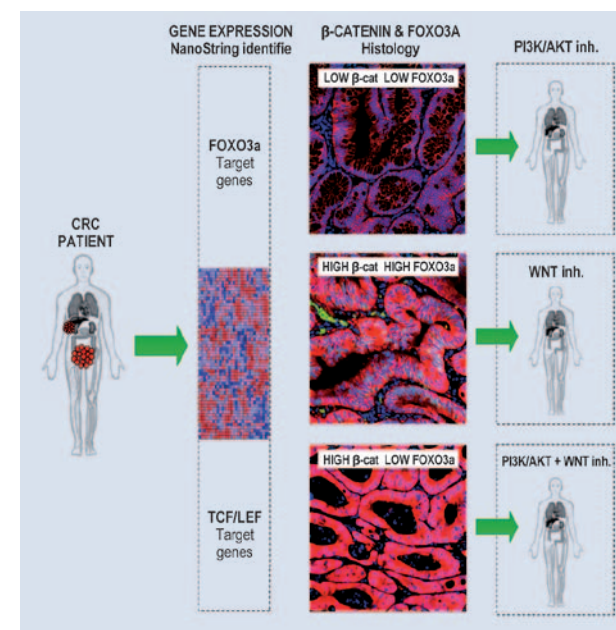 GENE EXPRESSION
NanoString identifie
β-CATENIN & FOXO3A
Histology
PI3K/AKT inh.
LOW β-cat LOW FOXO3a
FOXO3a
Target
genes
CRC
PATIENT
HIGH β-cat HIGH FOXO3a
WNT inh.
HIGH β-cat LOW FOXO3a
PI3K/AKT + WNT inh.
TCF/LEF
Target
genes